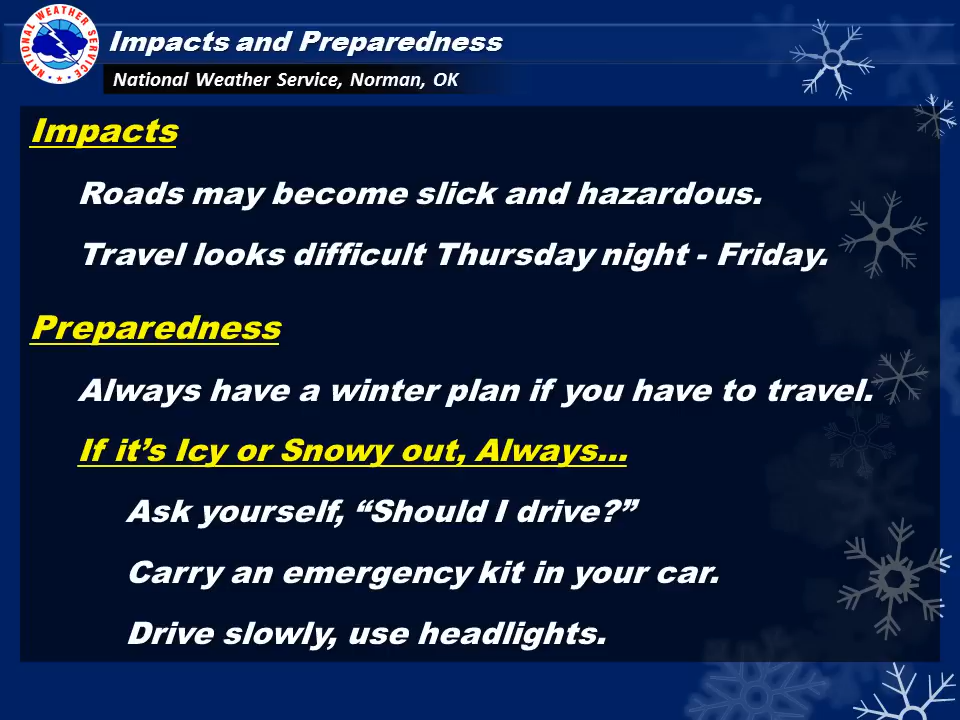 NATIONAL WEATHER SERVICE
Impacts and Preparedness
National Weather Service, Norman, OK
Impacts
Roads may become slick and hazardous.
Travel looks difficult Thursday night - Friday.
Preparedness
Always have a winter plan if you have to travel.
If it’s Icy or Snowy out, Always…
Ask yourself, “Should I drive?”
Carry an emergency kit in your car.
Drive slowly, use headlights.